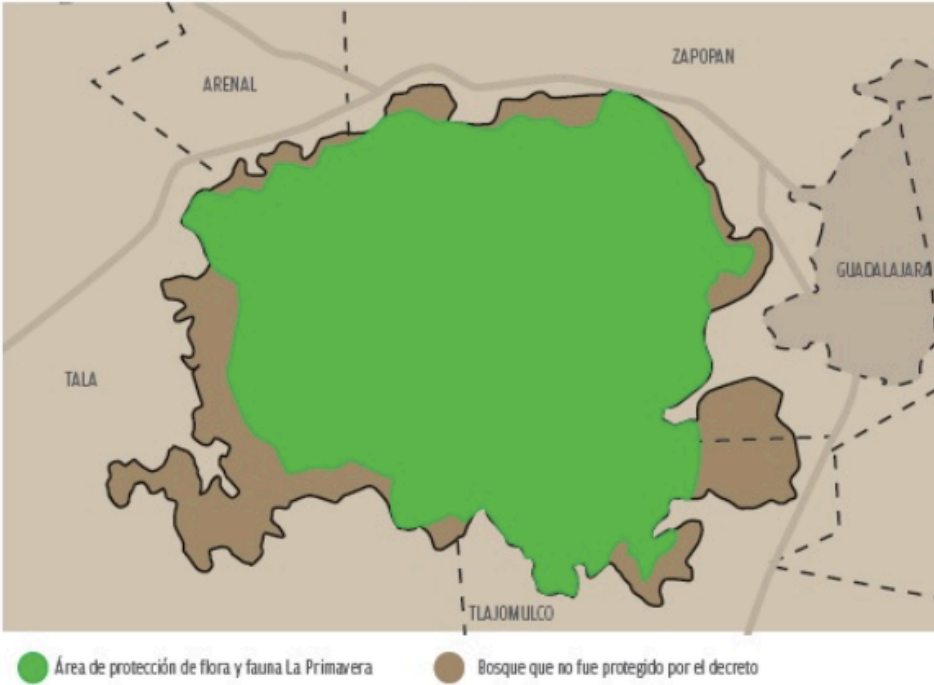 ZAPOPAN
ARENAL
GUADALAJARA
TALA
TLAJOMULCO
Área de protección de flora y fauna La Primavera
Bosque que no fue protegido por el decreto